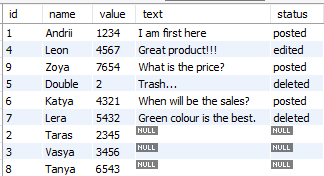 id name value text status
1 Andrii 1234 I am first here posted
4 Leon 4567 Great product!!! edited
9 Zoya 7654 What is the price? posted
5 Double 2 Trash... deleted
6 Katya 4321 When will be the sales? posted
7 Lera 5432 Green colour is the best. deleted
2 Taras 2345 NULL NULL
3 Vasya 3456 NULL NULL
8 Tanya 6543 NULL NULL